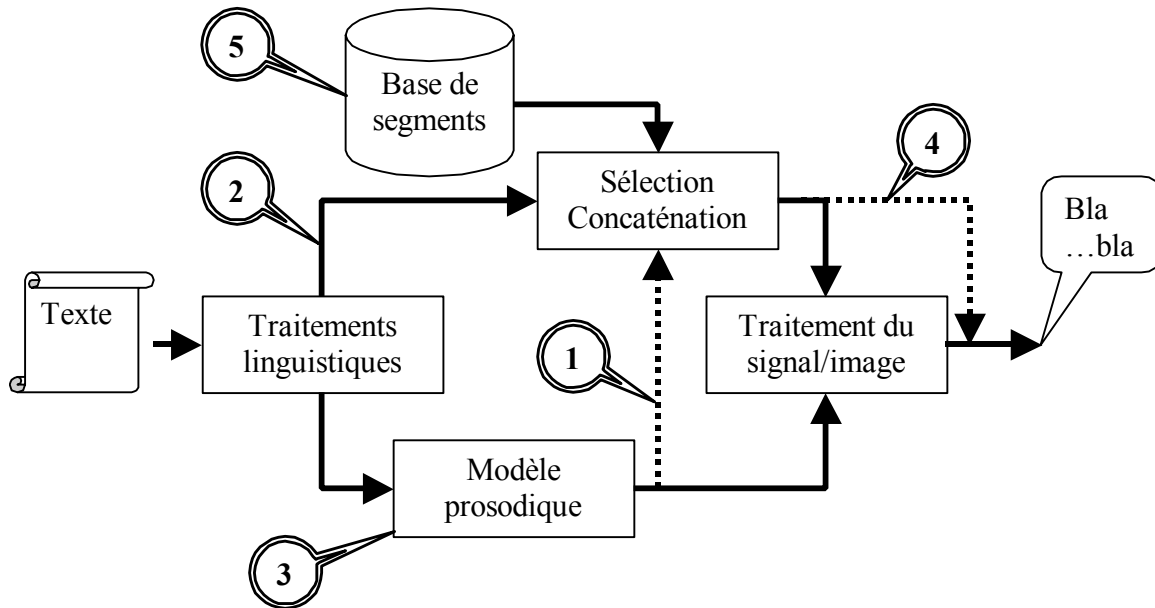 5
Base de
segments
4
2
Sélection
Concaténation
Bla
…bla
Texte
Traitements
linguistiques
1
Traitement du
signal/image
Modèle
prosodique
3